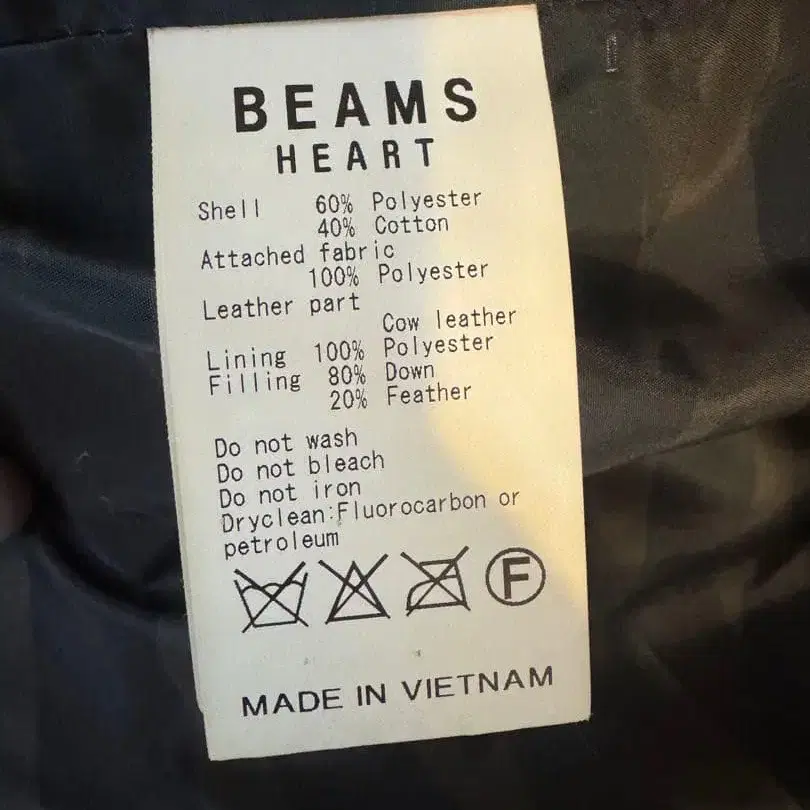 BEAMS
HEART
Shell 60% Polyester
40% Cotton
Attached fabric
100% Polyester
Leather part
Cow leather
Lining 100% Polyester
Filling 80% Down
20% Feather
Do not wash
Do not bleach
Do not iron
Dryclean:Fluorocarbon or
petroleum
F
MADE IN VIETNAM